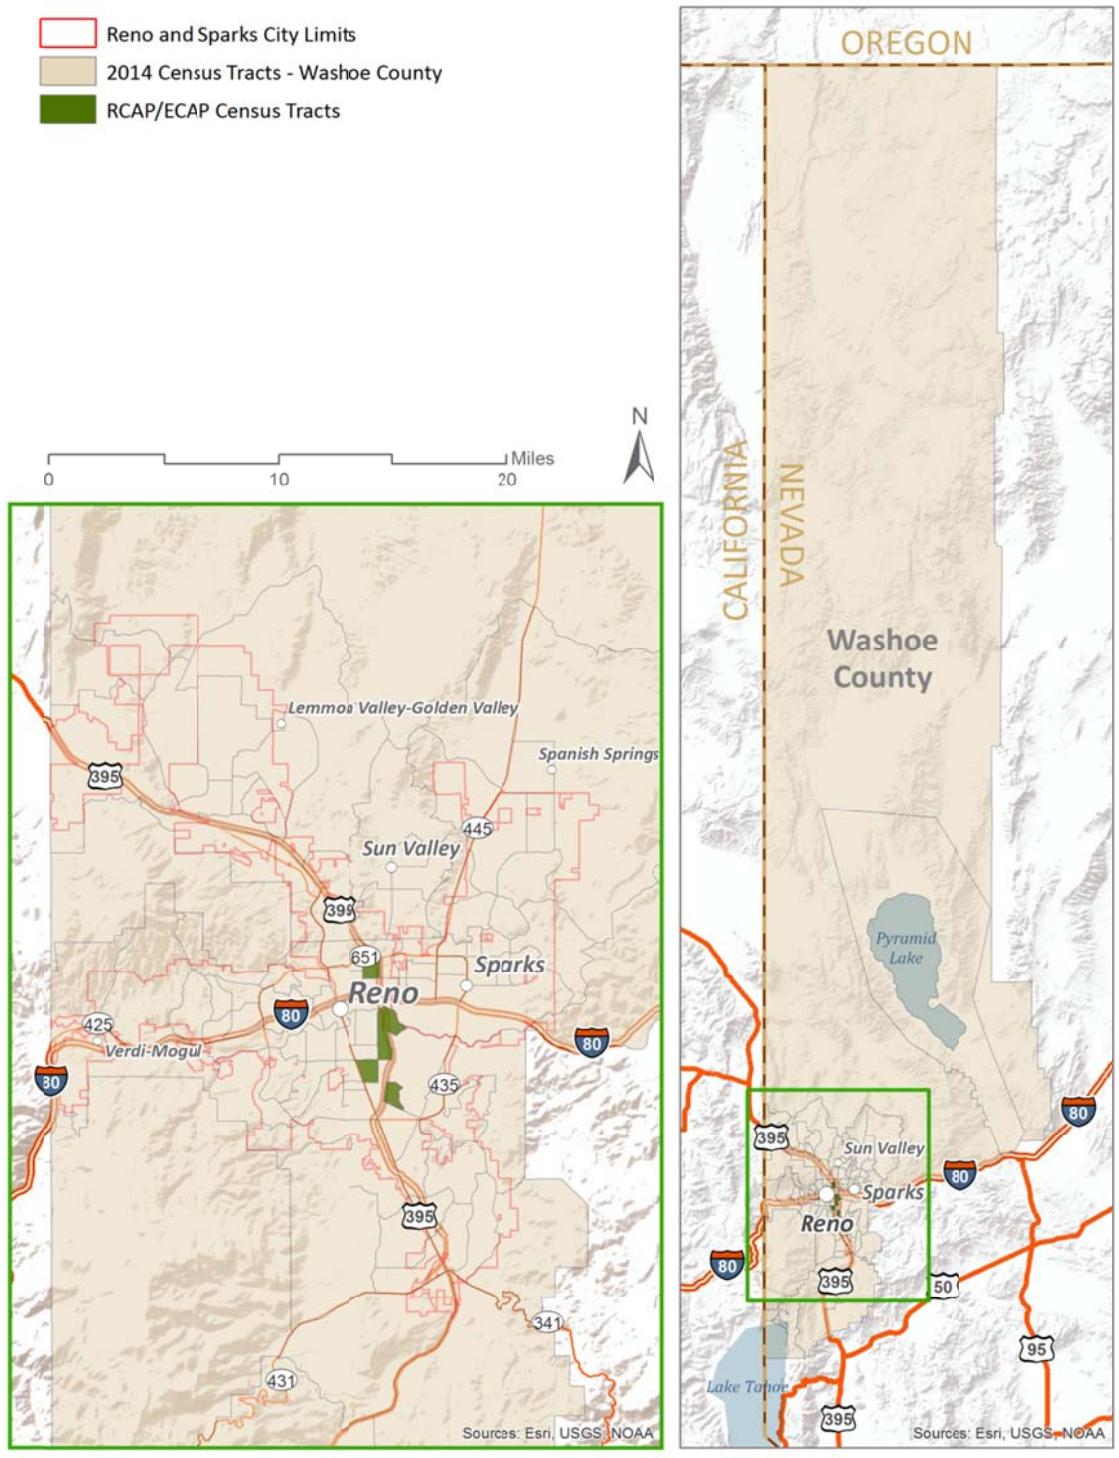 Reno and Sparks City Limits
2014 Census Tracts - Washoe County
RCAP/ECAP Census Tracts
N
Miles
0
10
20
Lemmon Valley-Golden Valley
Spanish Springs
395
445
Sun Valley
395
651
Sparks
Reno
80
425
Verdi-Mogul
80
80
435
395
341
431
Sources: Esri, USGS, NOAA
OREGON
CALIFORNIA
NEVADA
Washoe
County
Pyramid
Lake
80
395
Sun Valley
80
Sparks
Reno
80
395
50
95
Lake Tahoe
395
Sources: Esri, USGS, NOAA